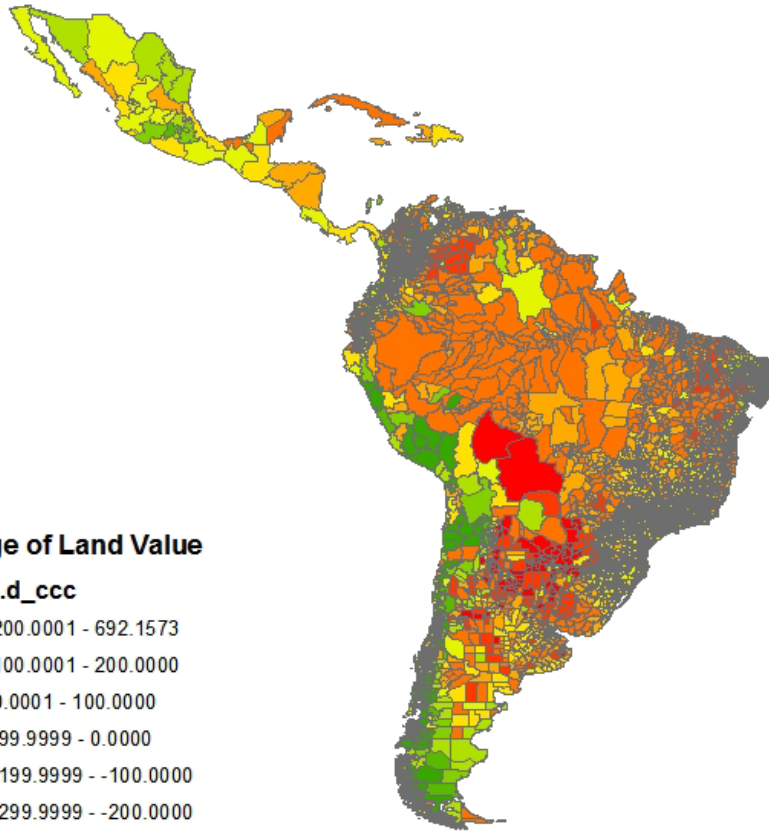 ge of Land Value
.d_ccc
200.0001 - 692.1573
100.0001 - 200.0000
0.0001 - 100.0000
99.9999 - 0.0000
199.9999 - -100.0000
299.9999 - -200.0000